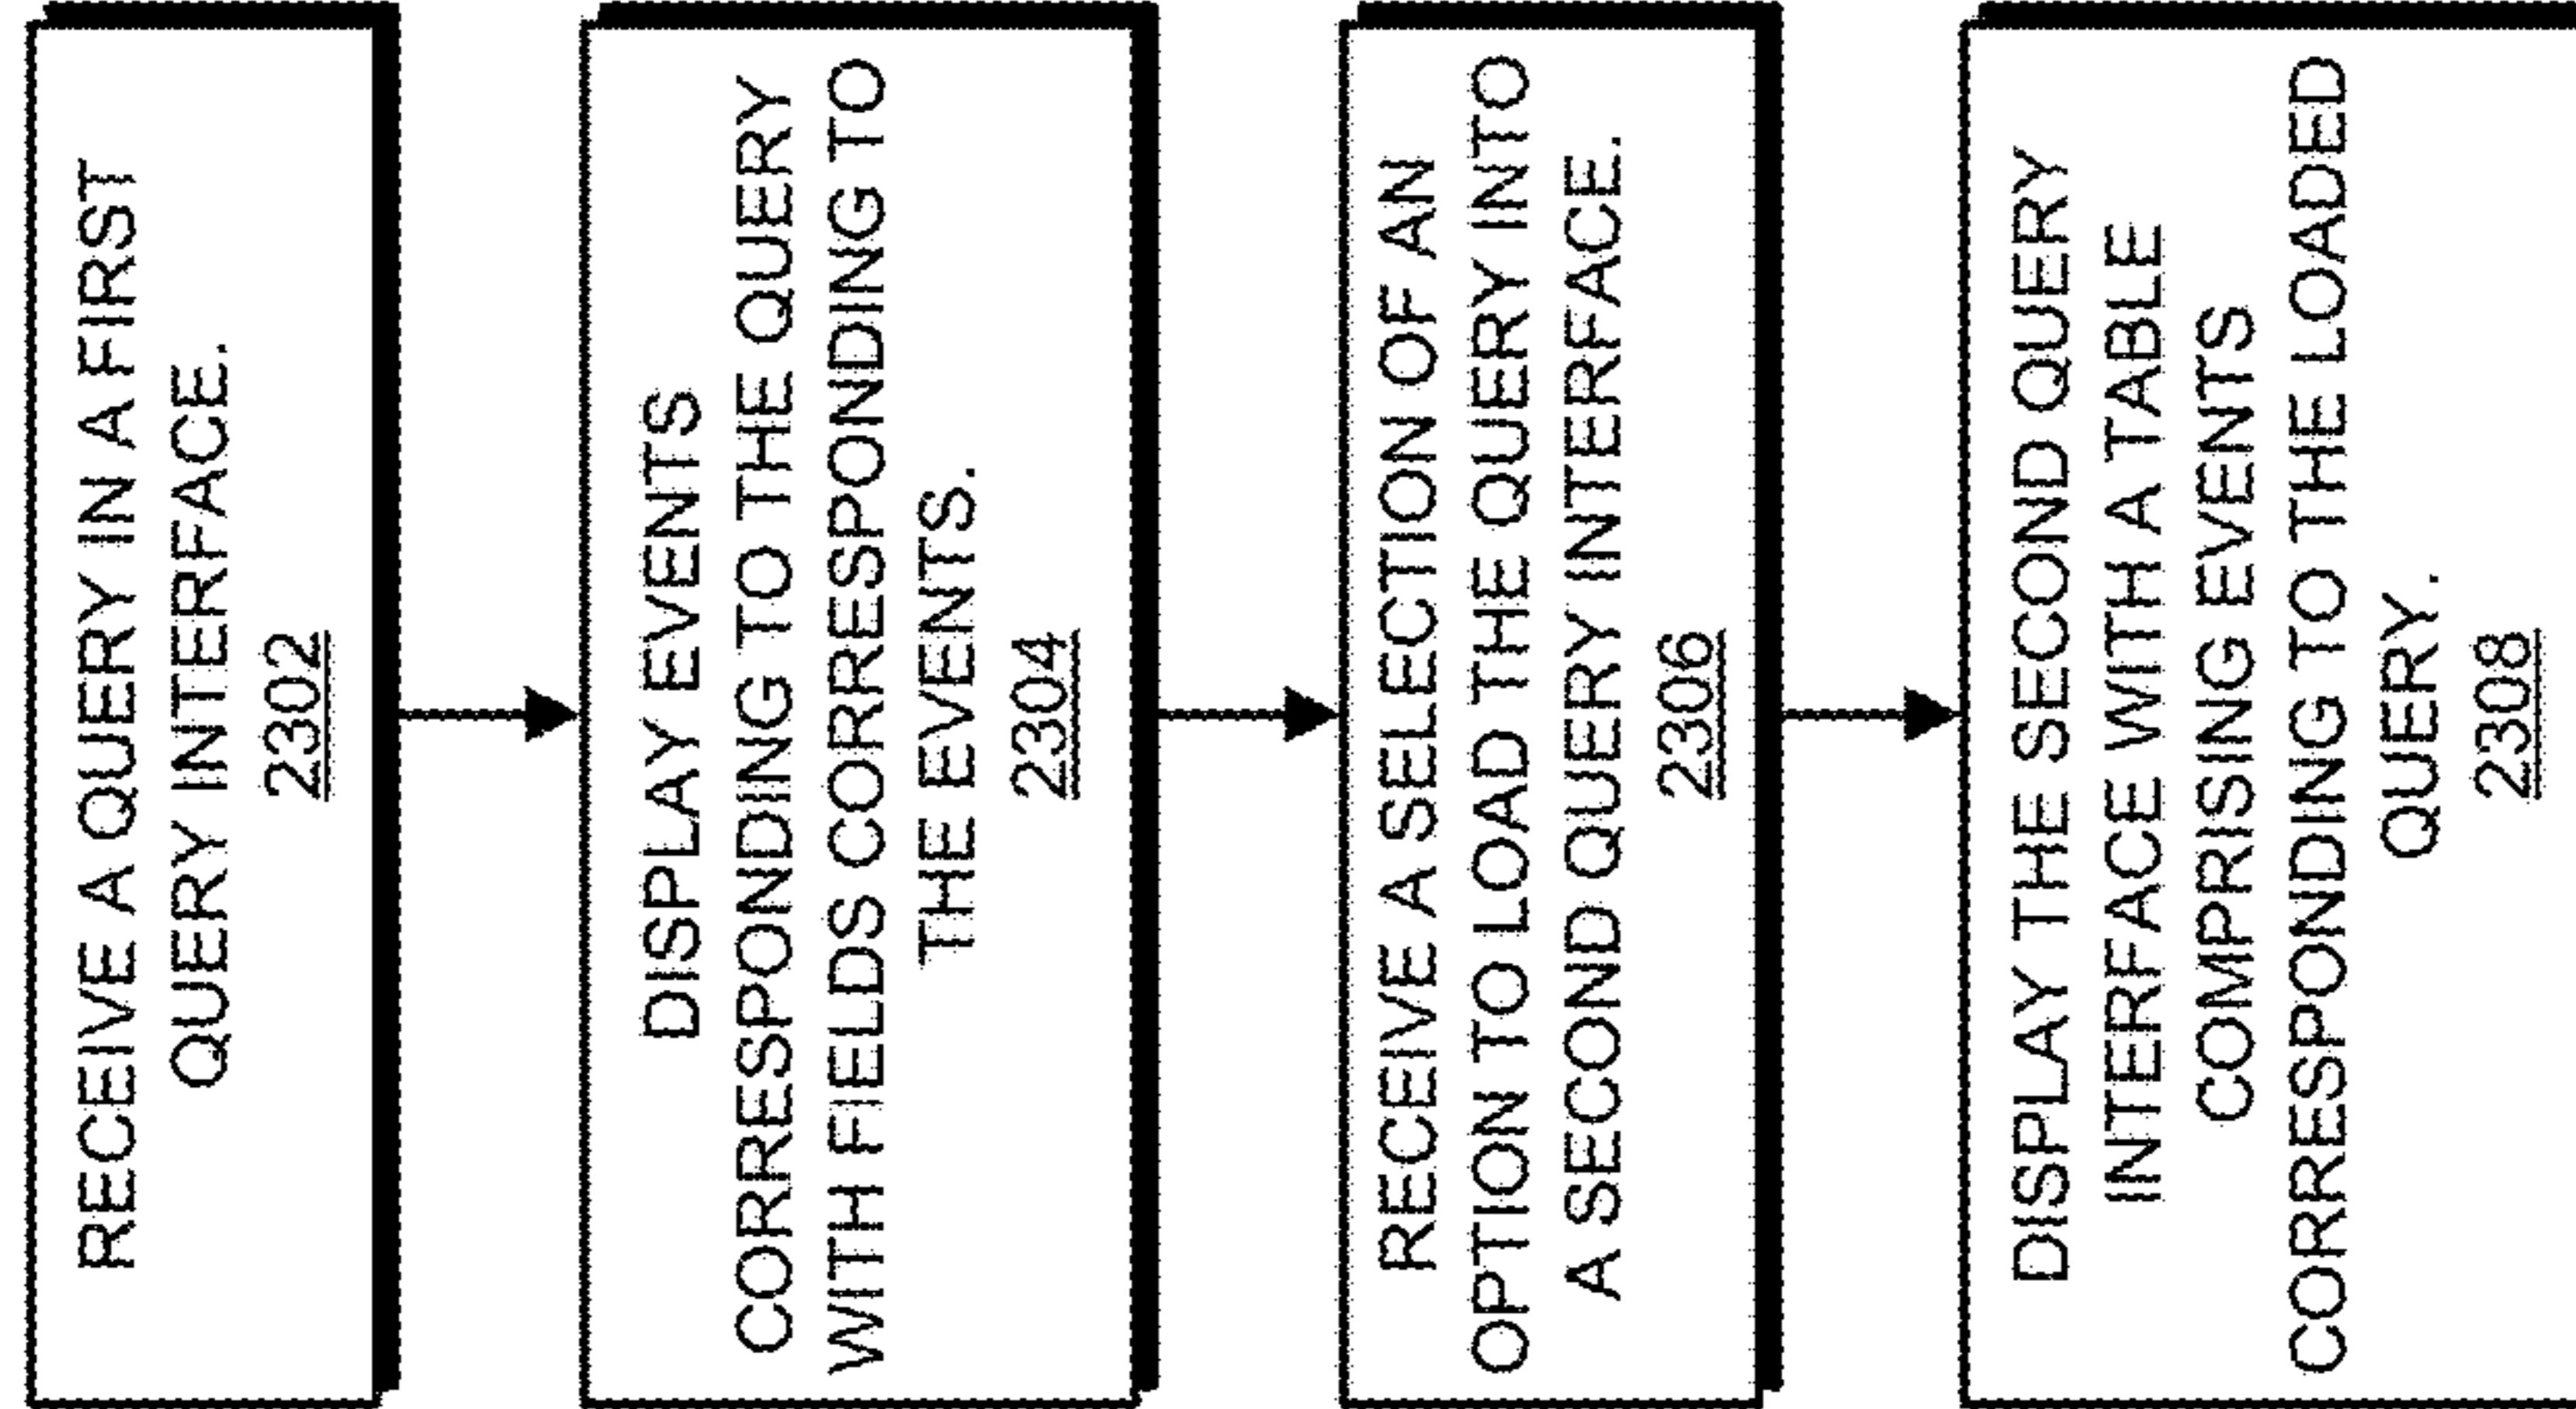 RECEIVE A QUERY IN A FIRST
QUERY INTERFACE.
2302
DISPLAY EVENTS
CORRESPONDING TO THE QUERY
WITH FIELDS CORRESPONDING TO
THE EVENTS.
2304
RECEIVE A SELECTION OF AN
OPTION TO LOAD THE QUERY INTO
A SECOND QUERY INTERFACE.
2306
DISPLAY THE SECOND QUERY
INTERFACE WITH A TABLE
COMPRISING EVENTS
CORRESPONDING TO THE LOADED
QUERY.
2308